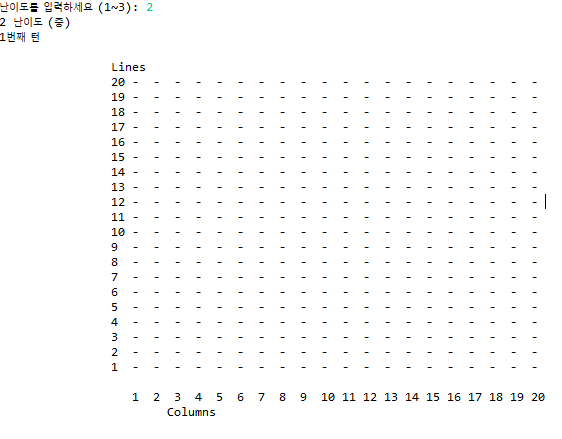 난이도를 입력하세요 (1~3): 2
2 난이도 (중)
1번째 턴
Lines
20 - - - - - - - - - - - - - - - - - - - -
19 - - - - - - - - - - - - - - - - - - - -
18 - - - - - - - - - - - - - - - - - - - -
17 - - - - - - - - - - - - - - - - - - - -
16 - - - - - - - - - - - - - - - - - - - -
15 - - - - - - - - - - - - - - - - - - - -
14 - - - - - - - - - - - - - - - - - - - -
13 - - - - - - - - - - - - - - - - - - - -
12 - - - - - - - - - - - - - - - - - - - -
11 - - - - - - - - - - - - - - - - - - - -
10 - - - - - - - - - - - - - - - - - - - -
9 - - - - - - - - - - - - - - - - - - - -
8 - - - - - - - - - - - - - - - - - - - -
7 - - - - - - - - - - - - - - - - - - - -
6 - - - - - - - - - - - - - - - - - - - -
5 - - - - - - - - - - - - - - - - - - - -
4 - - - - - - - - - - - - - - - - - - - -
3 - - - - - - - - - - - - - - - - - - - -
2 - - - - - - - - - - - - - - - - - - - -
1 - - - - - - - - - - - - - - - - - - - -
1 2 3 4 5 6 7 8 9 10 11 12 13 14 15 16 17 18 19 20
Columns